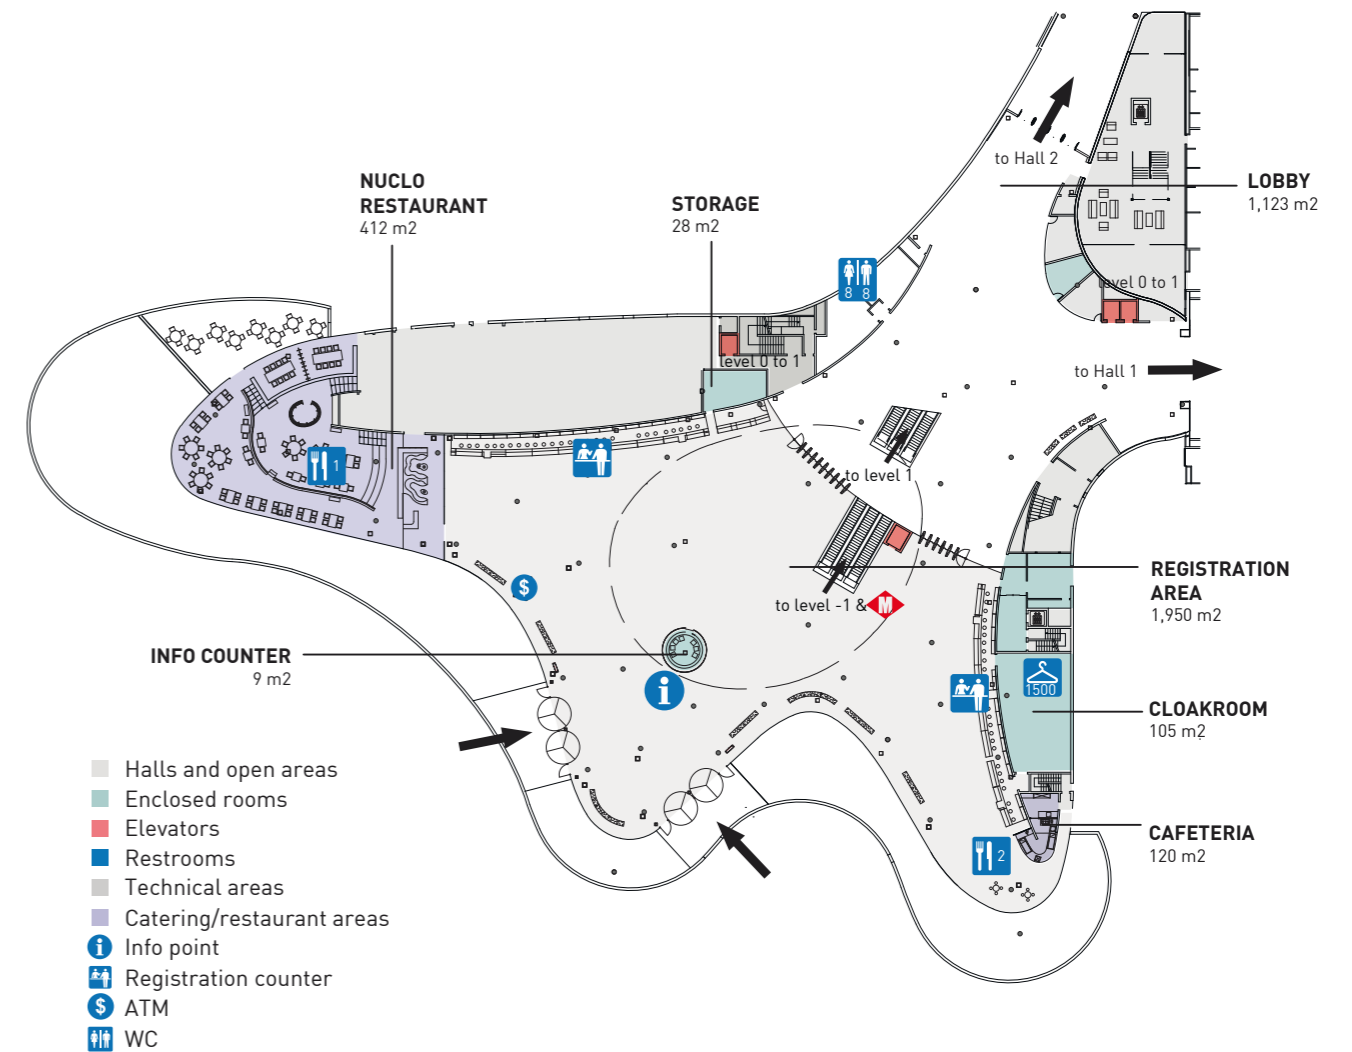 to Hall 2
NUCLO
RESTAURANT
412 m2
STORAGE
28 m2
LOBBY
1,123 m2
8 8
level 0 to 1
level 0 to 1
to Hall 1
1
to level 1
REGISTRATION
AREA
1,950 m2
to level -1 & M
INFO COUNTER
9 m2
$
i
1500
CLOAKROOM
105 m2
CAFETERIA
120 m2
2
Halls and open areas
Enclosed rooms
Elevators
Restrooms
Technical areas
Catering/restaurant areas
i Info point
Registration counter
$ ATM
WC